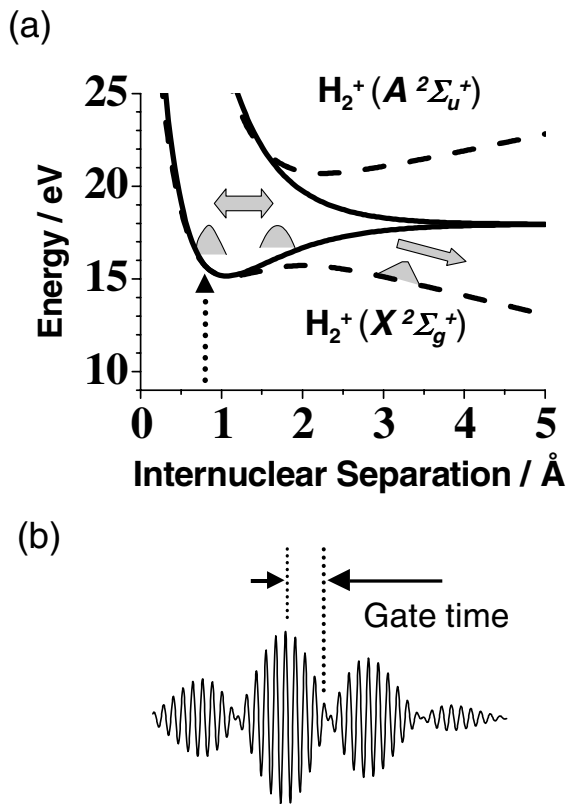 (a)
25
20
15
10
Energy / eV
H₂⁺ (A ²Σᵤ⁺)
H₂⁺ (X ²Σg⁺)
0 1 2 3 4 5
Internuclear Separation / Å
(b)
Gate time